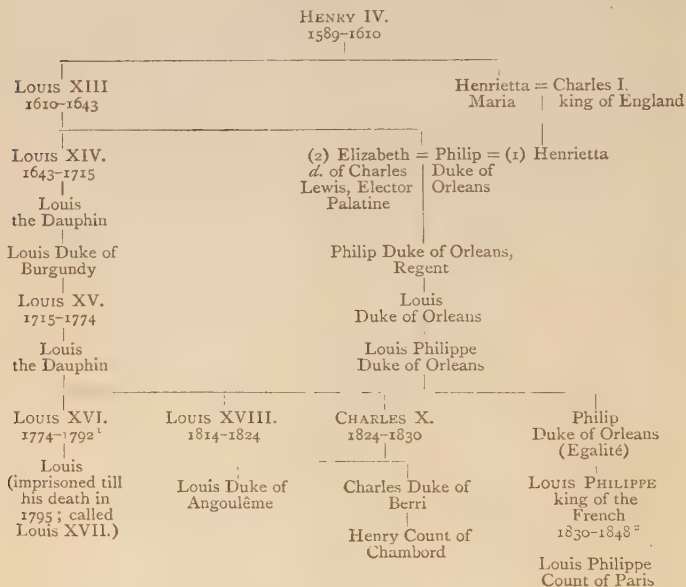 HENRY IV.
1589-1610
LOUIS XIII
1610-1643
Henrietta = Charles I.
Maria | king of England
LOUIS XIV.
1643-1715
(2) Elizabeth = Philip = (1) Henrietta
d. of Charles Duke of
Lewis, Elector Orleans
Palatine
Louis
the Dauphin
Louis Duke of
Burgundy
Philip Duke of Orleans,
Regent
LOUIS XV.
1715-1774
Louis
Duke of Orleans
Louis
the Dauphin
Louis Philippe
Duke of Orleans
LOUIS XVI.
1774-1792¹
LOUIS XVIII.
1814-1824
CHARLES X.
1824-1830
Philip
Duke of Orleans
(Egalité)
Louis
(imprisoned till
his death in
1795; called
Louis XVII.)
Louis Duke of
Angoulême
Charles Duke of
Berri
LOUIS PHILIPPE
king of the
French
1830-1848²
Henry Count of
Chambord
Louis Philippe
Count of Paris